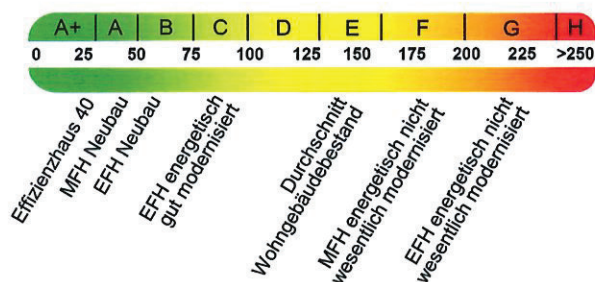 A+ A B C D E F G H
0 25 50 75 100 125 150 175 200 225 >250
Effizienzhaus 40
MFH Neubau
EFH Neubau
EFH energetisch
gut modernisiert
Durchschnitt
Wohngebäudebestand
MFH energetisch nicht
wesentlich modernisiert
EFH energetisch nicht
wesentlich modernisiert